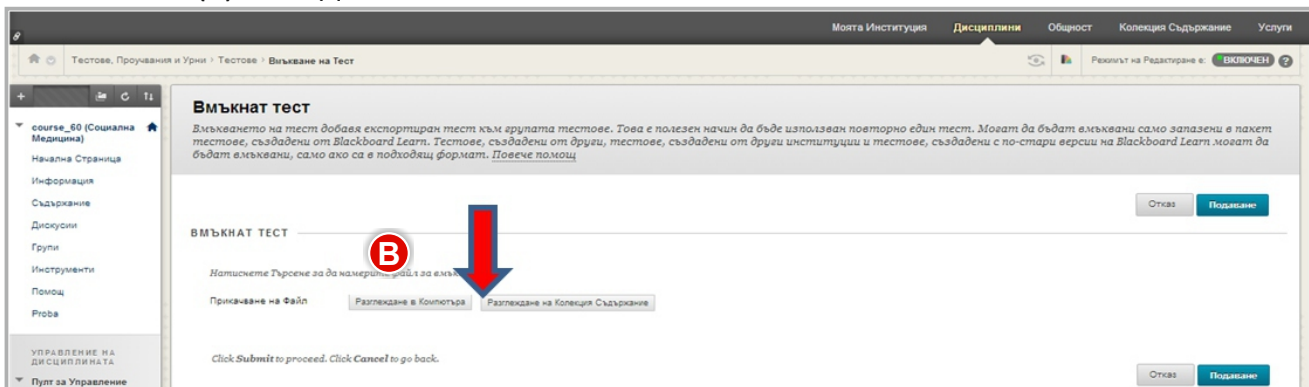 Моята Институция Дисциплини Общност Колекция Съдържание Услуги
Тестове, Проучвания и Урни > Тестове > Вмъкване на Тест Режимът на Редактиране е: ВКЛЮЧЕН ?
Вмъкнат тест
Вмъкването на тест добавя експортиран тест към групата тестове. Това е полезен начин да бъде използван повторно един тест. Могат да бъдат вмъквани само запазени в пакет
тестове, създадени от Blackboard Learn. Тестове, създадени от други, тестове, създадени от други институции и тестове, създадени с по-стари версии на Blackboard Learn могат да
бъдат вмъквани, само ако са в подходящ формат. Повече помощ
course_60 (Социална
Медицина)
Начална Страница
Информация
Съдържание
Дискусии
Групи
Инструменти
Помощ
Proba
УПРАВЛЕНИЕ НА
ДИСЦИПЛИНАТА
Пулт за Управление
Отказ Подаване
ВМЪКНАТ ТЕСТ
B
Натиснете Търсене за да намерите файл за
Прикачване на Файл Разглеждане в Компютъра Разглеждане на Колекция Съдържание
Click Submit to proceed. Click Cancel to go back.
Отказ Подаване